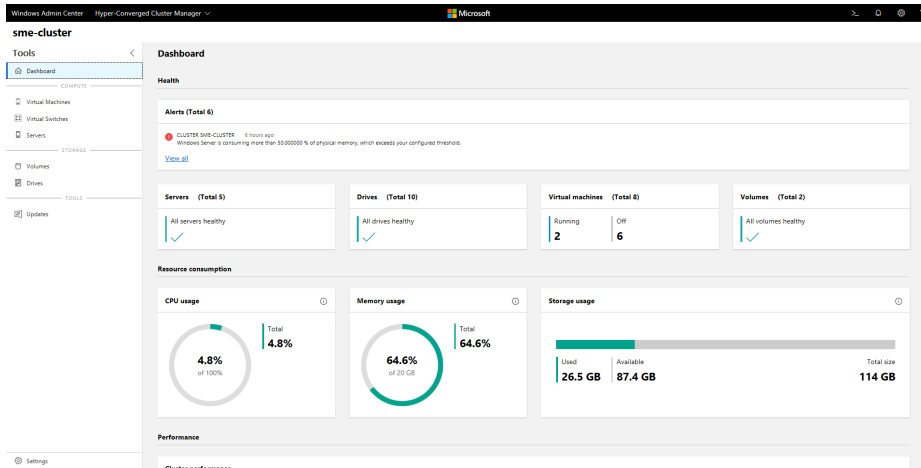 Windows Admin Center Hyper-Converged Cluster Manager Microsoft
sme-cluster
Tools
Dashboard
COMPUTE
Virtual Machines
Virtual Switches
Servers
STORAGE
Volumes
Drives
TOOLS
Updates
Settings
Dashboard
Health
Alerts (Total 6)
CLUSTER SME-CLUSTER 6 hours ago
Windows Server is consuming more than 50.000000 % of physical memory, which exceeds your configured threshold.
View all
Servers (Total 5)
All servers healthy
Drives (Total 10)
All drives healthy
Virtual machines (Total 8)
Running Off
2 6
Volumes (Total 2)
All volumes healthy
Resource consumption
CPU usage
4.8%
of 100%
Total
4.8%
Memory usage
64.6%
of 20 GB
Total
64.6%
Storage usage
Used Available Total size
26.5 GB 87.4 GB 114 GB
Performance
Cluster performance